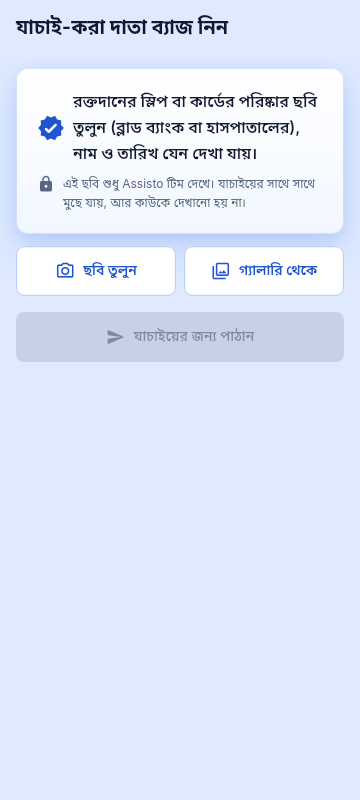 যাচাই-করা দাতা ব্যাজ নিন
রক্তদানের স্লিপ বা কার্ডের পরিষ্কার ছবি
তুলুন (ব্লাড ব্যাংক বা হাসপাতালের),
নাম ও তারিখ যেন দেখা যায়।
এই ছবি শুধু Assisto টিম দেখে। যাচাইয়ের সাথে সাথে
মুছে যায়, আর কাউকে দেখানো হয় না।
ছবি তুলুন
গ্যালারি থেকে
যাচাইয়ের জন্য পাঠান